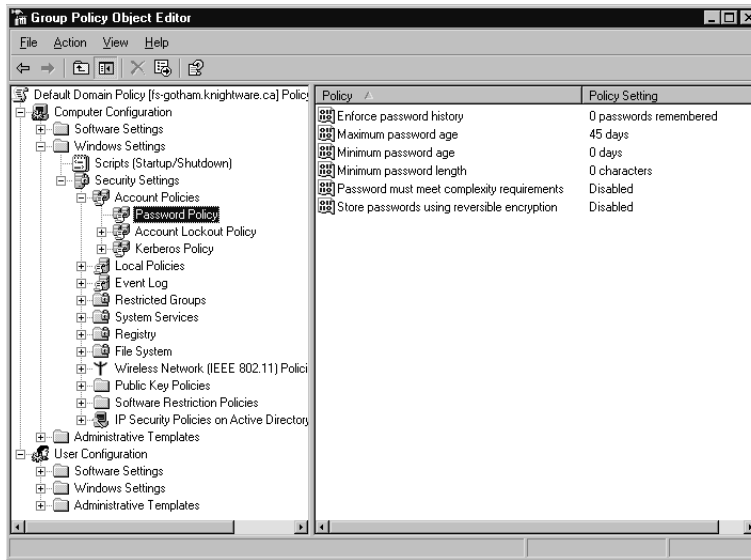 Group Policy Object Editor
File Action View Help
Default Domain Policy [fs-gotham.knightware.ca] Policy
Computer Configuration
Software Settings
Windows Settings
Scripts (Startup/Shutdown)
Security Settings
Account Policies
Password Policy
Account Lockout Policy
Kerberos Policy
Local Policies
Event Log
Restricted Groups
System Services
Registry
File System
Wireless Network (IEEE 802.11) Polici
Public Key Policies
Software Restriction Policies
IP Security Policies on Active Directory
Administrative Templates
User Configuration
Software Settings
Windows Settings
Administrative Templates
Policy Policy Setting
Enforce password history 0 passwords remembered
Maximum password age 45 days
Minimum password age 0 days
Minimum password length 0 characters
Password must meet complexity requirements Disabled
Store passwords using reversible encryption Disabled